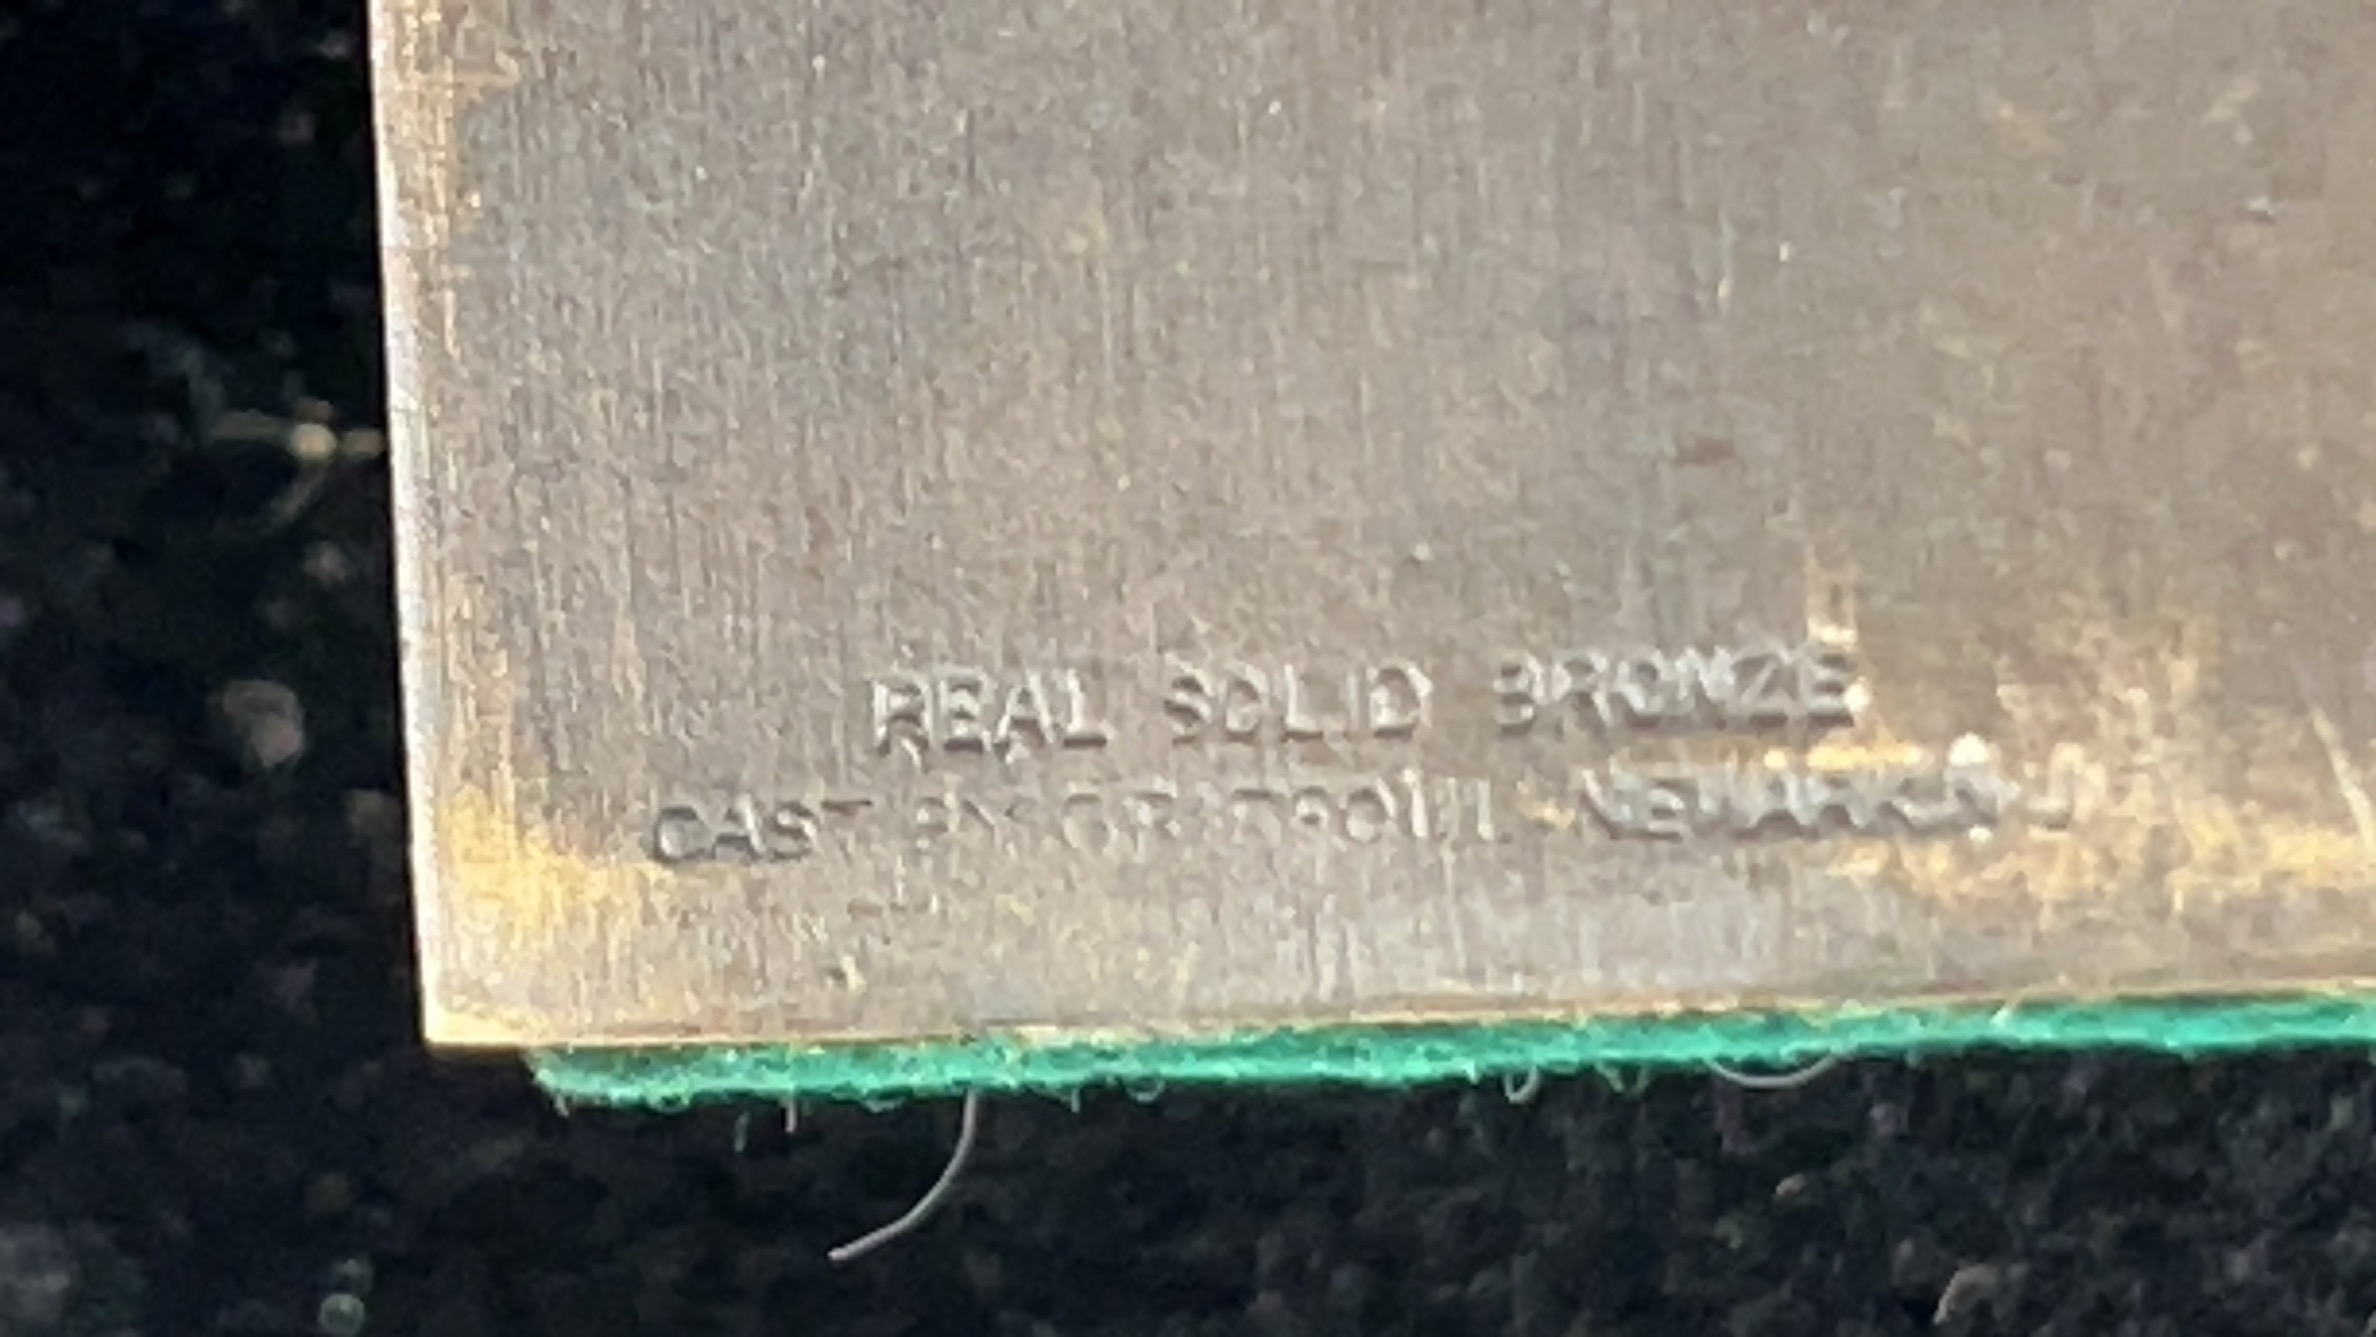 REAL SOLID BRONZE
CAST BY NEWARK N J